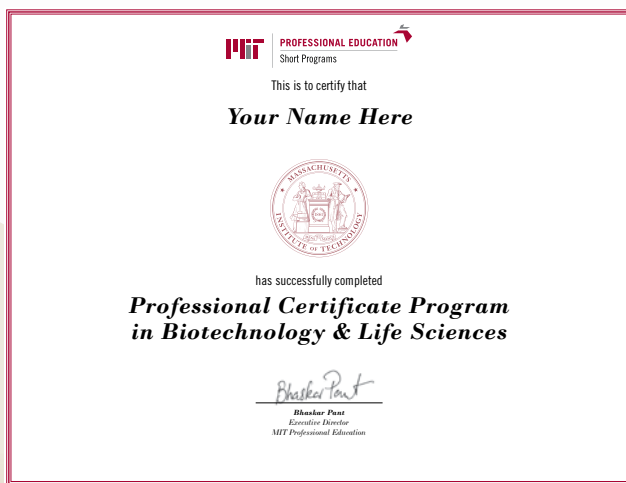 MIT PROFESSIONAL EDUCATION
Short Programs
This is to certify that
Your Name Here
MASSACHUSETTS
INSTITUTE OF TECHNOLOGY
has successfully completed
Professional Certificate Program
in Biotechnology & Life Sciences
Bhaskar Pant
Bhaskar Pant
Executive Director
MIT Professional Education